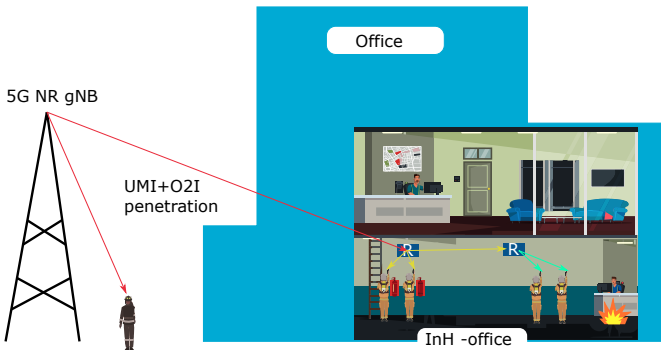 Office
5G NR gNB
UMI+O2I
penetration
R
R
InH -office